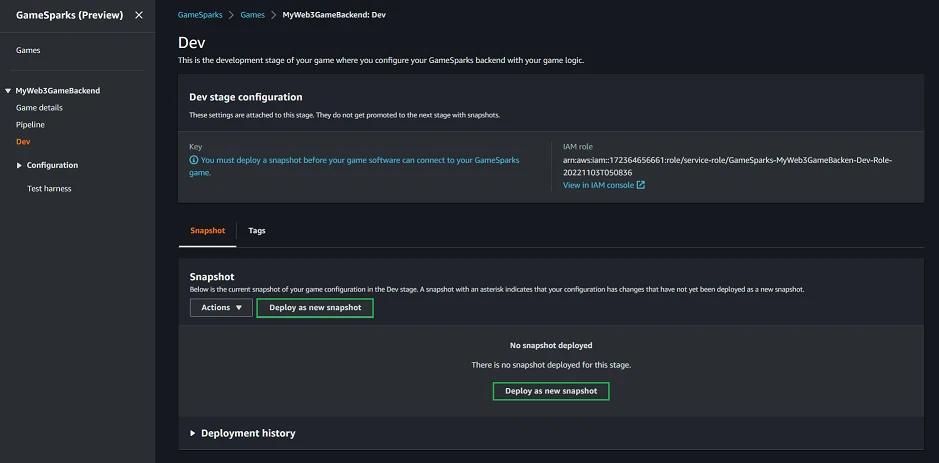 GameSparks (Preview)
Games
MyWeb3GameBackend
Game details
Pipeline
Dev
Configuration
Test harness
GameSparks > Games > MyWeb3GameBackend: Dev
Dev
This is the development stage of your game where you configure your GameSparks backend with your game logic.
Dev stage configuration
These settings are attached to this stage. They do not get promoted to the next stage with snapshots.
Key
You must deploy a snapshot before your game software can connect to your GameSparks
game.
IAM role
arn:aws:iam::172364656661:role/service-role/GameSparks-MyWeb3GameBacken-Dev-Role-
20221103T050836
View in IAM console
Snapshot Tags
Snapshot
Below is the current snapshot of your game configuration in the Dev stage. A snapshot with an asterisk indicates that your configuration has changes that have not yet been deployed as a new snapshot.
Actions Deploy as new snapshot
No snapshot deployed
There is no snapshot deployed for this stage.
Deploy as new snapshot
Deployment history